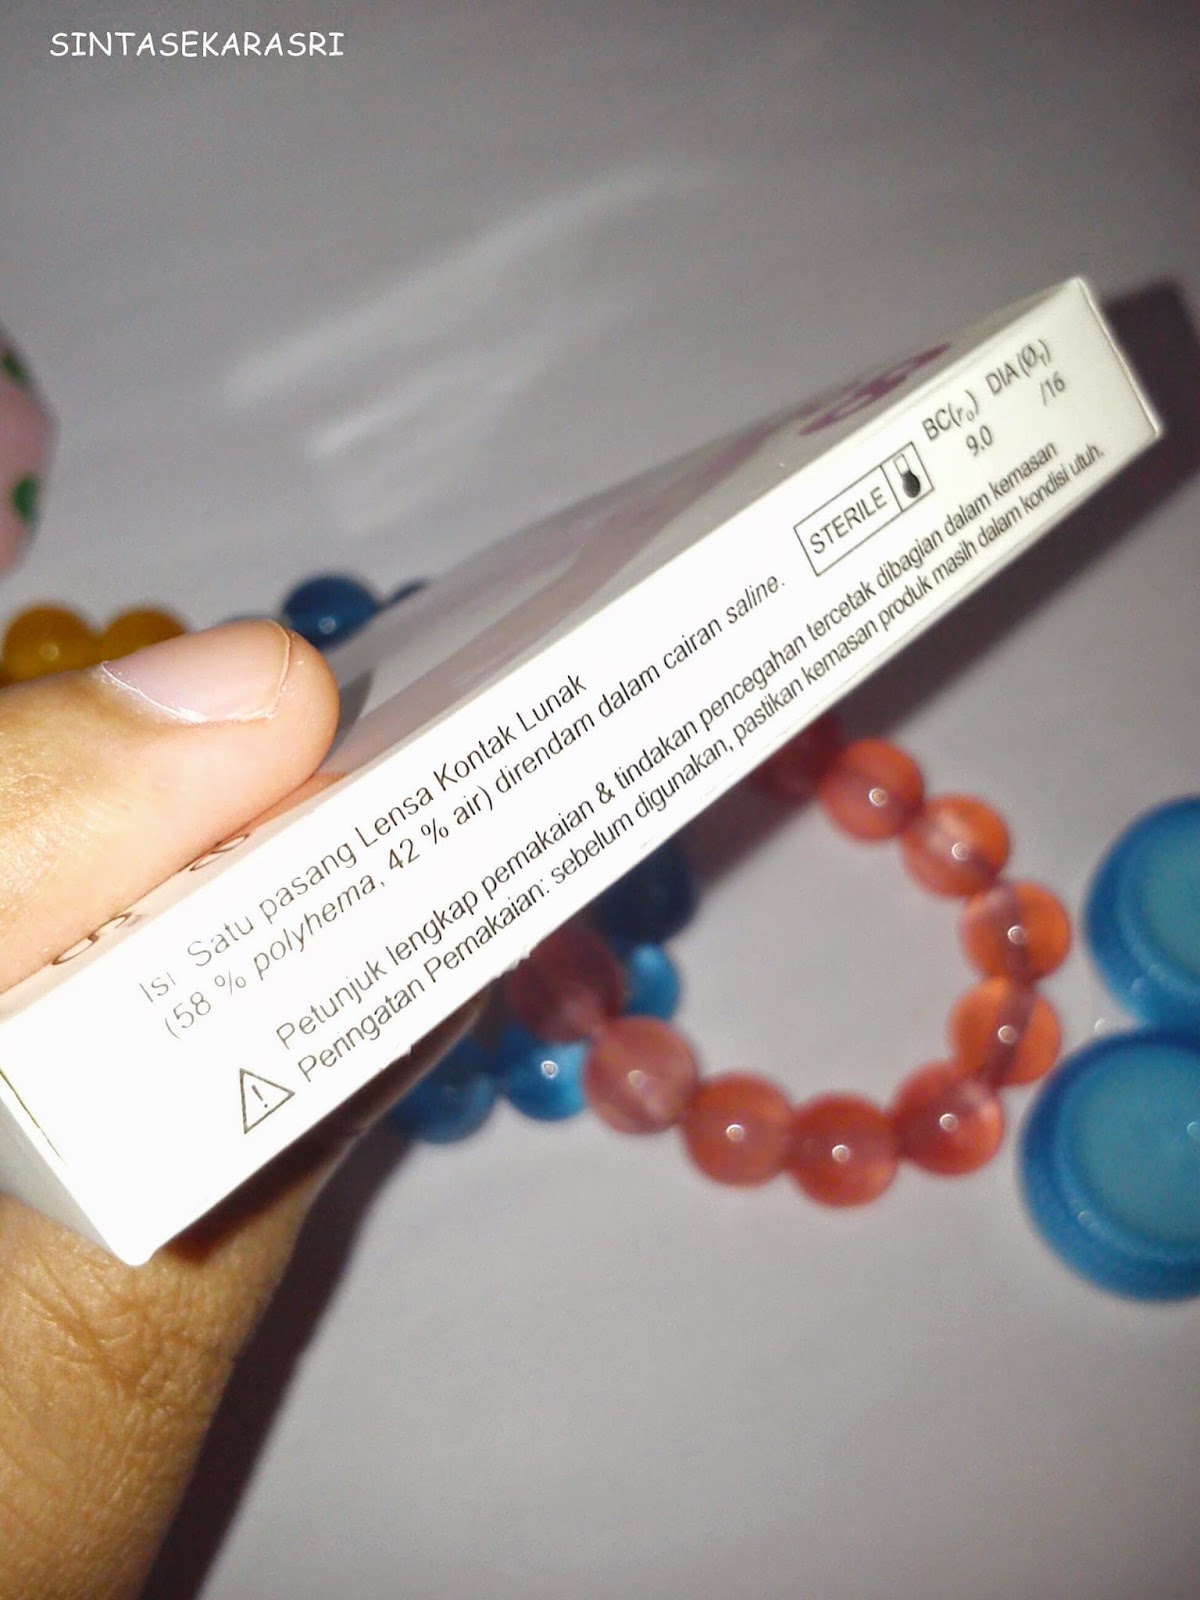 SINTASEKARASRI
Isi Satu pasang Lensa Kontak Lunak
(58 % polyhema, 42 % air) direndam dalam cairan saline.
STERILE
BC(r₀) DIA(Ø_T)
9.0 /16
Petunjuk lengkap pemakaian & tindakan pencegahan tercetak dibagian dalam kemasan
Peringatan Pemakaian: sebelum digunakan, pastikan kemasan produk masih dalam kondisi utuh.